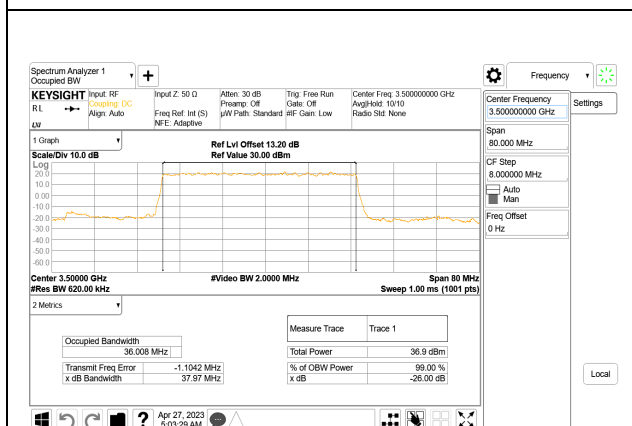 Spectrum Analyzer 1
Occupied BW
Frequency
KEYSIGHT
RL
LXI
Input: RF
Coupling: DC
Align: Auto
Input Z: 50 Ω
Freq Ref: Int (S)
NFE: Adaptive
Atten: 30 dB
Preamp: Off
µW Path: Standard
Trig: Free Run
Gate: Off
#IF Gain: Low
Center Freq: 3.500000000 GHz
Avg|Hold: 10/10
Radio Std: None
Center Frequency
3.500000000 GHz
Settings
Span
80.000 MHz
CF Step
8.000000 MHz
Auto
Man
Freq Offset
0 Hz
1 Graph
Scale/Div 10.0 dB
Ref Lvl Offset 13.20 dB
Ref Value 30.00 dBm
Log
20.0
10.0
0.00
-10.0
-20.0
-30.0
-40.0
-50.0
-60.0
Center 3.50000 GHz
#Video BW 2.0000 MHz
Span 80 MHz
#Res BW 620.00 kHz
Sweep 1.00 ms (1001 pts)
2 Metrics
Measure Trace
Trace 1
Occupied Bandwidth
36.008 MHz
Total Power
36.9 dBm
Transmit Freq Error
-1.1042 MHz
% of OBW Power
99.00 %
x dB Bandwidth
37.97 MHz
x dB
-26.00 dB
Local
?
Apr 27, 2023
5:03:29 AM